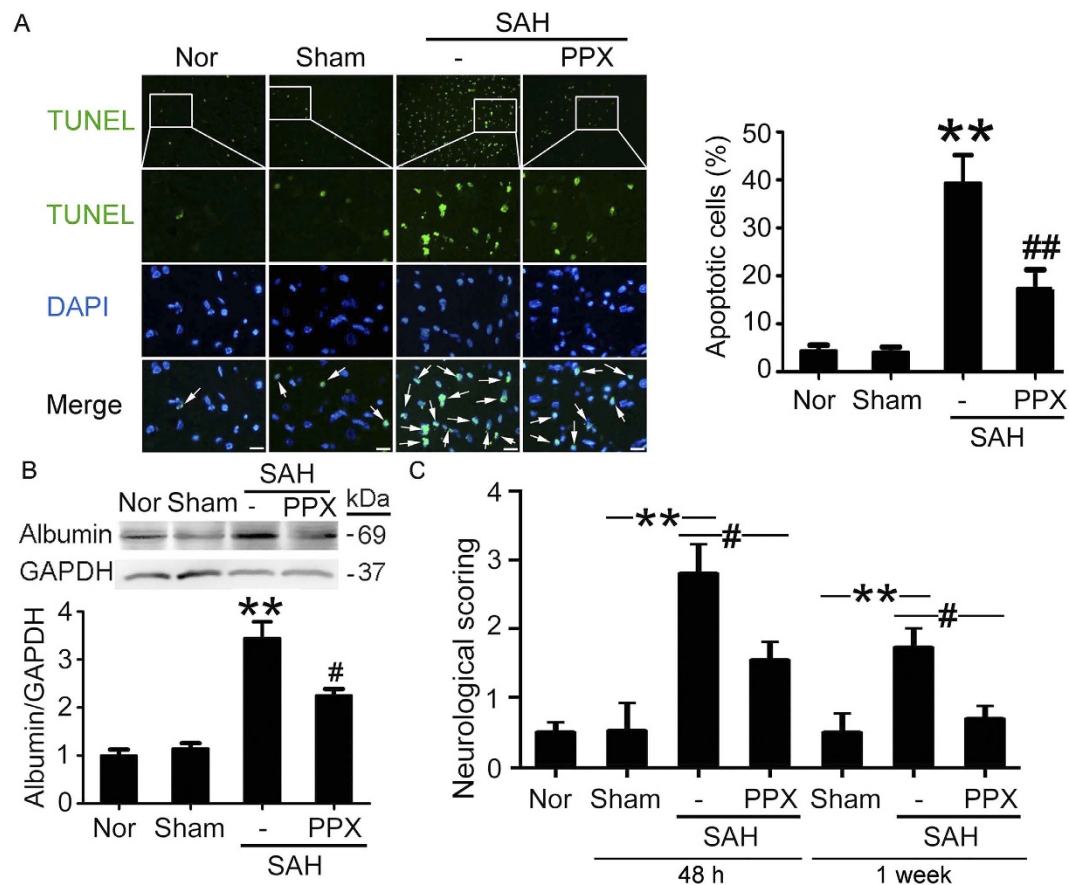 A
SAH
Nor Sham - PPX
TUNEL
TUNEL
DAPI
Merge
Apoptotic cells (%)
50
40
30
20
10
0
**
##
Nor Sham - PPX
SAH
B
SAH
Nor Sham - PPX kDa
Albumin -69
GAPDH -37
Albumin/GAPDH
4
3
2
1
0
**
#
Nor Sham - PPX
SAH
C
Neurological scoring
4
3
2
1
0
**
#
**
#
Nor Sham - PPX Sham - PPX
SAH SAH
48 h 1 week